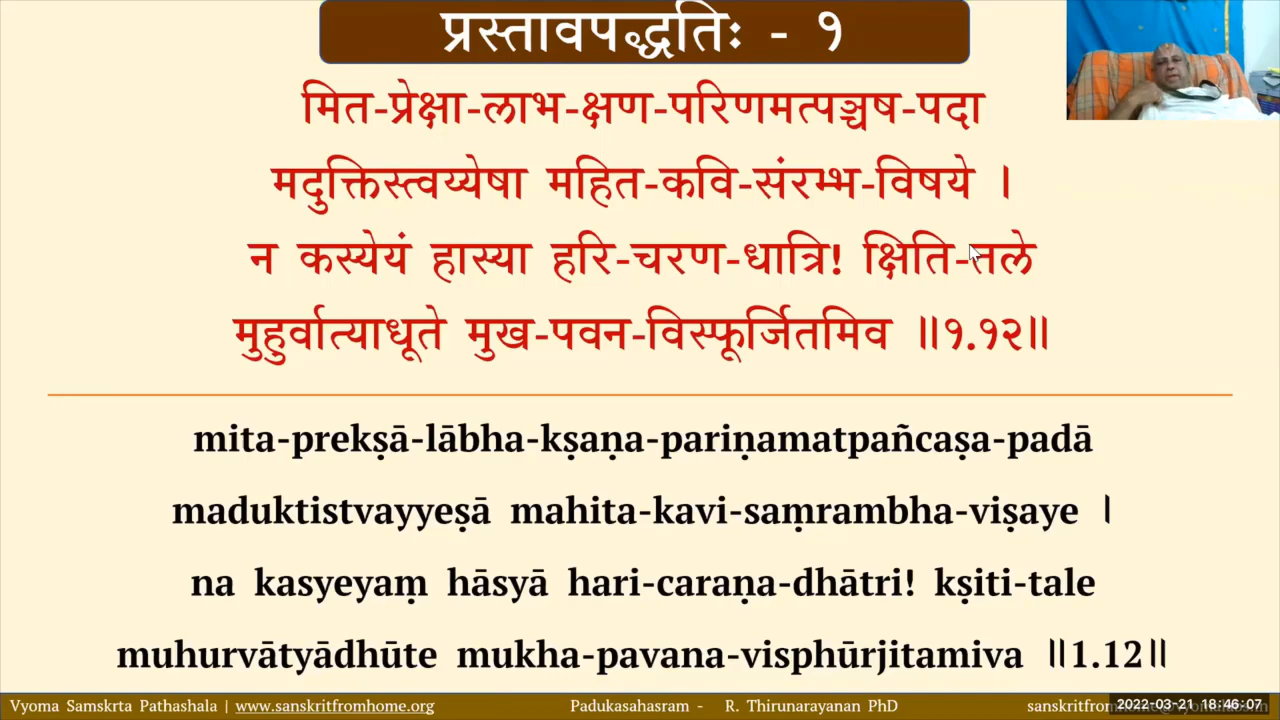 प्रस्तावपद्धतिः - १
मित-प्रेक्षा-लाभ-क्षण-परिणमत्पञ्चष-पदा
मदुक्तिस्त्वय्येषा महित-कवि-संरम्भ-विषये ।
न कस्येयं हास्या हरि-चरण-धात्रि! क्षिति-तले
मुहुर्वात्याधूते मुख-पवन-विस्फूर्जितमिव ॥१.१२॥
mita-prekṣā-lābha-kṣaṇa-pariṇamatpañcaṣa-padā
maduktistvayyeṣā mahita-kavi-saṃrambha-viṣaye ।
na kasyeyaṃ hāsyā hari-caraṇa-dhātri! kṣiti-tale
muhurvātyādhūte mukha-pavana-visphūrjitamiva ॥1.12॥
Vyoma Samskrta Pathashala | www.sanskritfromhome.org Padukasahasram - R. Thirunarayanan PhD 2022-03-21 18:46:07